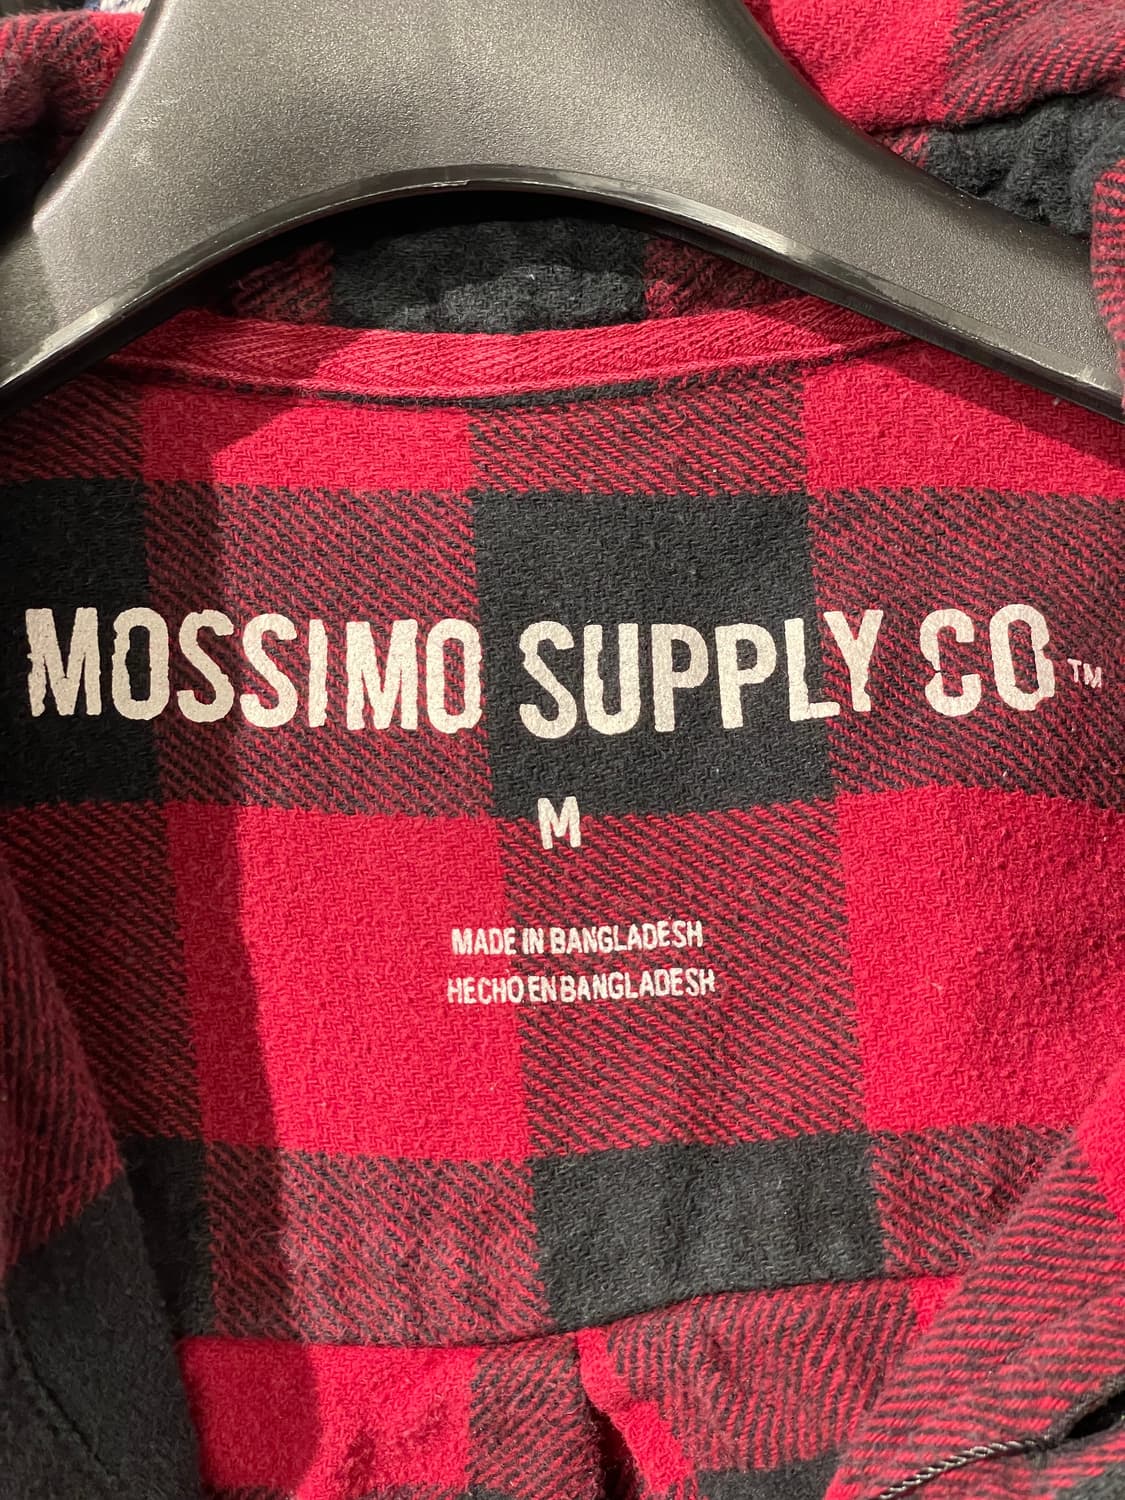 MOSSIMO SUPPLY CO™
M
MADE IN BANGLADESH
HECHO EN BANGLADESH